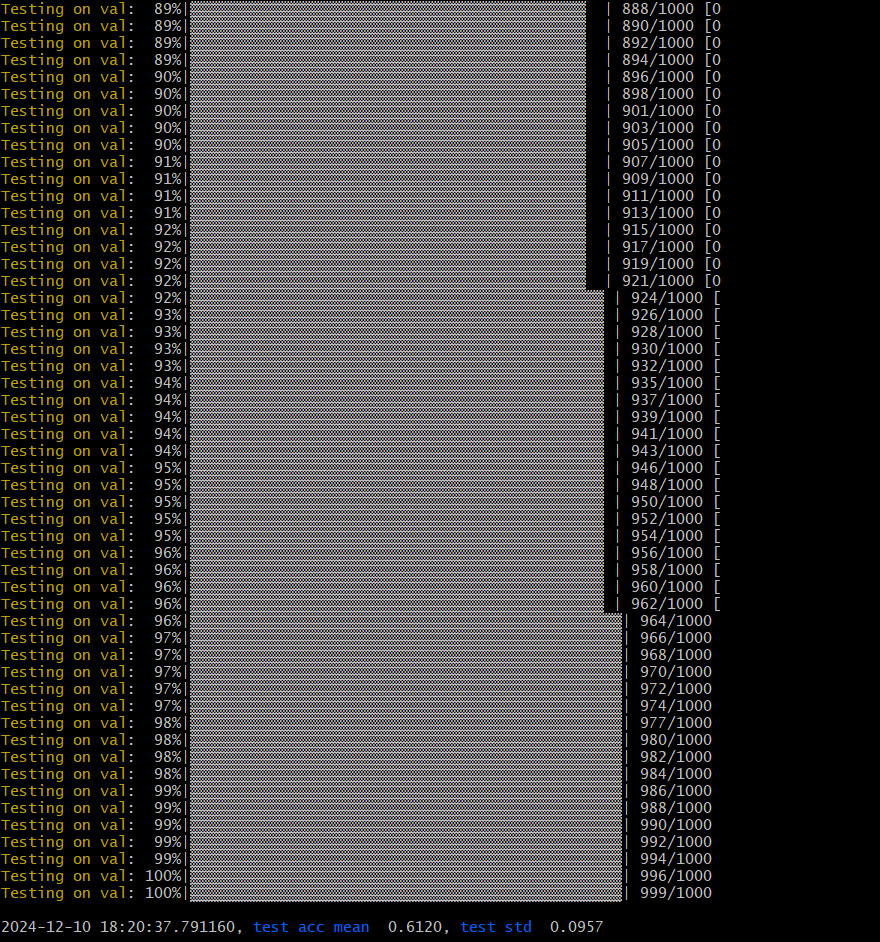 Testing on val:  89%|▒▒▒▒▒▒▒▒▒▒▒▒▒▒▒▒▒▒▒▒▒▒▒▒▒▒▒▒▒▒▒▒▒▒▒▒▒▒▒▒▒▒▒▒  | 888/1000 [0
Testing on val:  89%| | 890/1000 [0
Testing on val:  89%| | 892/1000 [0
Testing on val:  89%| | 894/1000 [0
Testing on val:  90%| | 896/1000 [0
Testing on val:  90%| | 898/1000 [0
Testing on val:  90%| | 901/1000 [0
Testing on val:  90%| | 903/1000 [0
Testing on val:  90%| | 905/1000 [0
Testing on val:  91%| | 907/1000 [0
Testing on val:  91%| | 909/1000 [0
Testing on val:  91%| | 911/1000 [0
Testing on val:  91%| | 913/1000 [0
Testing on val:  92%| | 915/1000 [0
Testing on val:  92%| | 917/1000 [0
Testing on val:  92%| | 919/1000 [0
Testing on val:  92%| | 921/1000 [0
Testing on val:  92%| | 924/1000 [
Testing on val:  93%| | 926/1000 [
Testing on val:  93%| | 928/1000 [
Testing on val:  93%| | 930/1000 [
Testing on val:  93%| | 932/1000 [
Testing on val:  94%| | 935/1000 [
Testing on val:  94%| | 937/1000 [
Testing on val:  94%| | 939/1000 [
Testing on val:  94%| | 941/1000 [
Testing on val:  94%| | 943/1000 [
Testing on val:  95%| | 946/1000 [
Testing on val:  95%| | 948/1000 [
Testing on val:  95%| | 950/1000 [
Testing on val:  95%| | 952/1000 [
Testing on val:  95%| | 954/1000 [
Testing on val:  96%| | 956/1000 [
Testing on val:  96%| | 958/1000 [
Testing on val:  96%| | 960/1000 [
Testing on val:  96%| | 962/1000 [
Testing on val:  96%| | 964/1000
Testing on val:  97%| | 966/1000
Testing on val:  97%| | 968/1000
Testing on val:  97%| | 970/1000
Testing on val:  97%| | 972/1000
Testing on val:  97%| | 974/1000
Testing on val:  98%| | 977/1000
Testing on val:  98%| | 980/1000
Testing on val:  98%| | 982/1000
Testing on val:  98%| | 984/1000
Testing on val:  99%| | 986/1000
Testing on val:  99%| | 988/1000
Testing on val:  99%| | 990/1000
Testing on val:  99%| | 992/1000
Testing on val:  99%| | 994/1000
Testing on val: 100%| | 996/1000
Testing on val: 100%| | 999/1000
2024-12-10 18:20:37.791160, test acc mean  0.6120, test std  0.0957